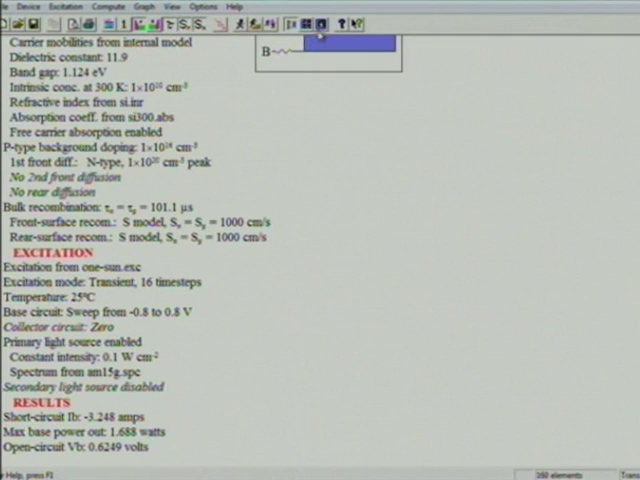 le Device Excitation Compute Graph View Options Help
Carrier mobilities from internal model
Dielectric constant: 11.9
Band gap: 1.124 eV
Intrinsic conc. at 300 K: 1×10¹⁰ cm⁻³
Refractive index from si.inr
Absorption coeff. from si300.abs
Free carrier absorption enabled
P-type background doping: 1×10¹⁶ cm⁻³
1st front diff.: N-type, 1×10²⁰ cm⁻³ peak
No 2nd front diffusion
No rear diffusion
Bulk recombination: τₙ = τₚ = 101.1 µs
Front-surface recom.: S model, Sₙ = Sₚ = 1000 cm/s
Rear-surface recom.: S model, Sₙ = Sₚ = 1000 cm/s
EXCITATION
Excitation from one-sun.exc
Excitation mode: Transient, 16 timesteps
Temperature: 25°C
Base circuit: Sweep from -0.8 to 0.8 V
Collector circuit: Zero
Primary light source enabled
Constant intensity: 0.1 W cm⁻²
Spectrum from am15g.spc
Secondary light source disabled
RESULTS
Short-circuit Ib: -3.248 amps
Max base power out: 1.688 watts
Open-circuit Vb: 0.6249 volts
B
r Help, press F1
380 elements
Trans